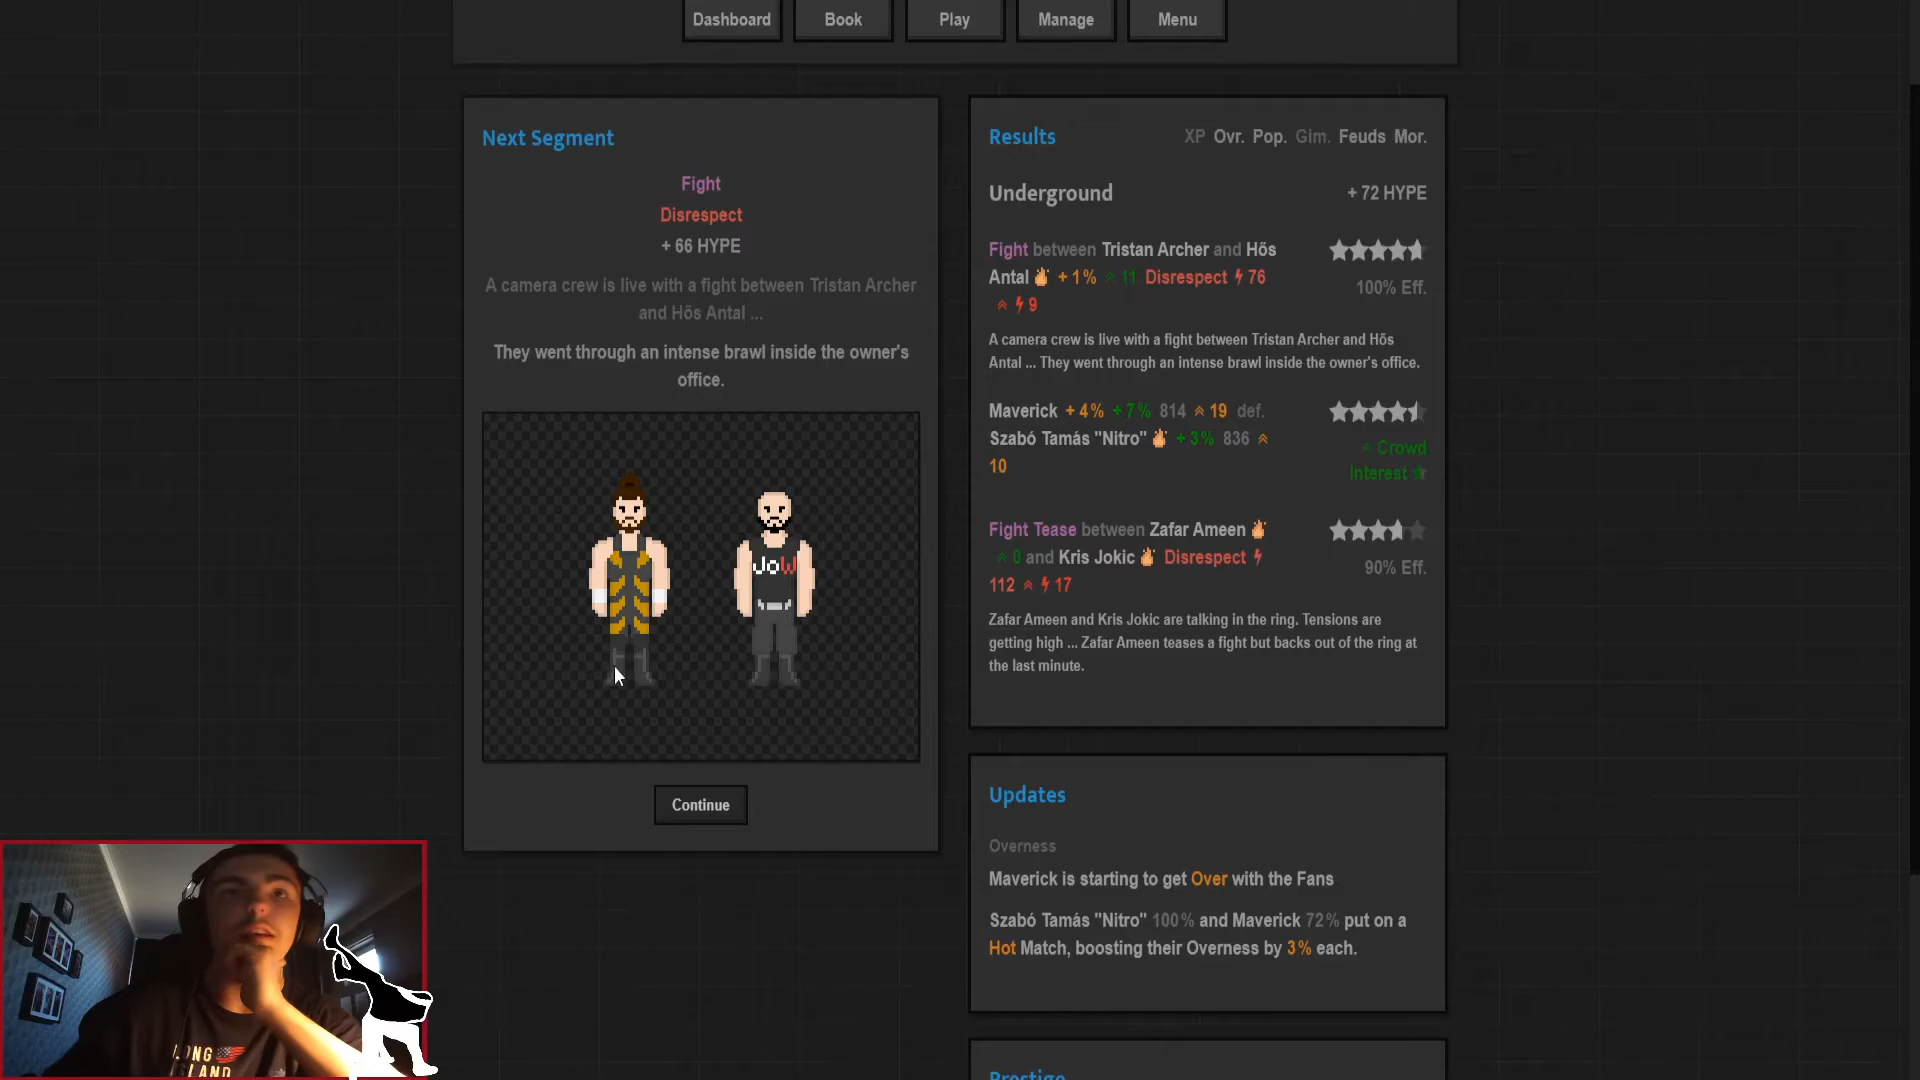 Dashboard
Book
Play
Manage
Menu
Next Segment
Fight
Disrespect
+ 66 HYPE
A camera crew is live with a fight between Tristan Archer
and Hős Antal ...
They went through an intense brawl inside the owner's
office.
JoW
Continue
Results
XP Ovr. Pop. Gim. Feuds Mor.
Underground
+ 72 HYPE
Fight between Tristan Archer and Hős
Antal + 1% 11 Disrespect 76
9
100% Eff.
A camera crew is live with a fight between Tristan Archer and Hős
Antal ... They went through an intense brawl inside the owner's office.
Maverick + 4% + 7% 814 19 def.
Szabó Tamás "Nitro" + 3% 836
10
Crowd
Interest
Fight Tease between Zafar Ameen
0 and Kris Jokic Disrespect
112 17
90% Eff.
Zafar Ameen and Kris Jokic are talking in the ring. Tensions are
getting high ... Zafar Ameen teases a fight but backs out of the ring at
the last minute.
Updates
Overness
Maverick is starting to get Over with the Fans
Szabó Tamás "Nitro" 100% and Maverick 72% put on a
Hot Match, boosting their Overness by 3% each.
Prestige
LONG
ISLAND